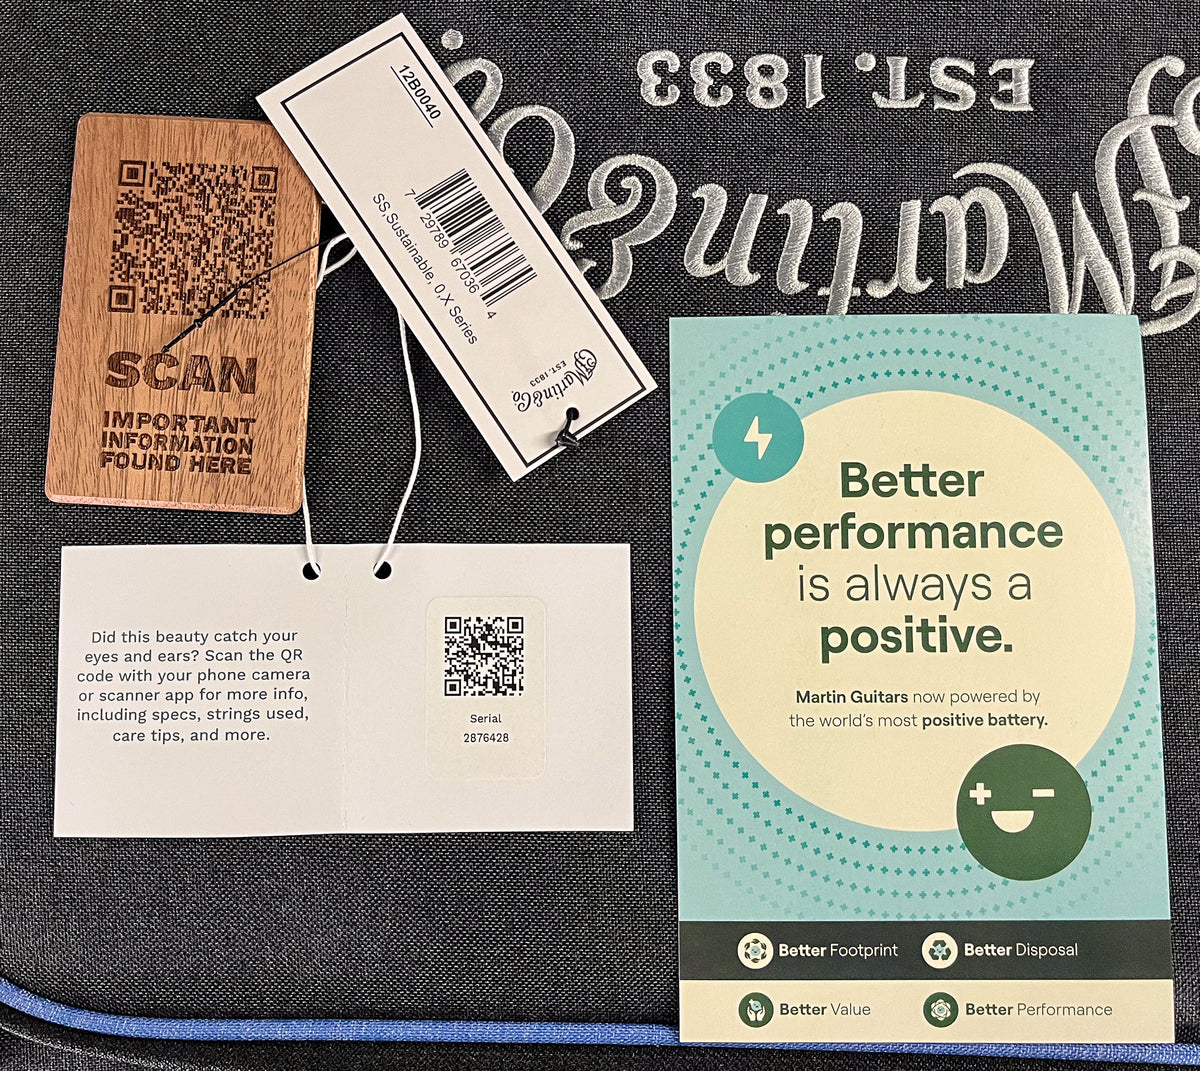 EST. 1833
Martin & Co.
12B0040
7 29789 67036 4
SS,Sustainable, 0,X Series
CF Martin & Co.
EST. 1833
SCAN
IMPORTANT
INFORMATION
FOUND HERE
Did this beauty catch your
eyes and ears? Scan the QR
code with your phone camera
or scanner app for more info,
including specs, strings used,
care tips, and more.
Serial
2876428
Better
performance
is always a
positive.
Martin Guitars now powered by
the world's most positive battery.
Better Footprint
Better Disposal
Better Value
Better Performance